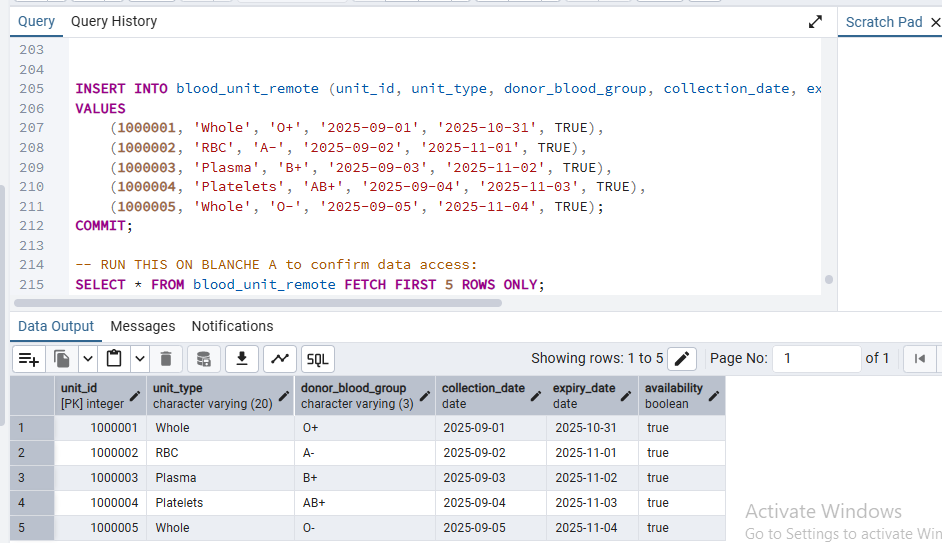 Query Query History Scratch Pad
203
204
205 INSERT INTO blood_unit_remote (unit_id, unit_type, donor_blood_group, collection_date, ex
206 VALUES
207 (1000001, 'Whole', 'O+', '2025-09-01', '2025-10-31', TRUE),
208 (1000002, 'RBC', 'A-', '2025-09-02', '2025-11-01', TRUE),
209 (1000003, 'Plasma', 'B+', '2025-09-03', '2025-11-02', TRUE),
210 (1000004, 'Platelets', 'AB+', '2025-09-04', '2025-11-03', TRUE),
211 (1000005, 'Whole', 'O-', '2025-09-05', '2025-11-04', TRUE);
212 COMMIT;
213
214 -- RUN THIS ON BLANCHE A to confirm data access:
215 SELECT * FROM blood_unit_remote FETCH FIRST 5 ROWS ONLY;
Data Output Messages Notifications
SQL Showing rows: 1 to 5 Page No: 1 of 1
unit_id unit_type donor_blood_group collection_date expiry_date availability
[PK] integer character varying (20) character varying (3) date date boolean
1 1000001 Whole O+ 2025-09-01 2025-10-31 true
2 1000002 RBC A- 2025-09-02 2025-11-01 true
3 1000003 Plasma B+ 2025-09-03 2025-11-02 true
4 1000004 Platelets AB+ 2025-09-04 2025-11-03 true
5 1000005 Whole O- 2025-09-05 2025-11-04 true
Activate Windows
Go to Settings to activate Win